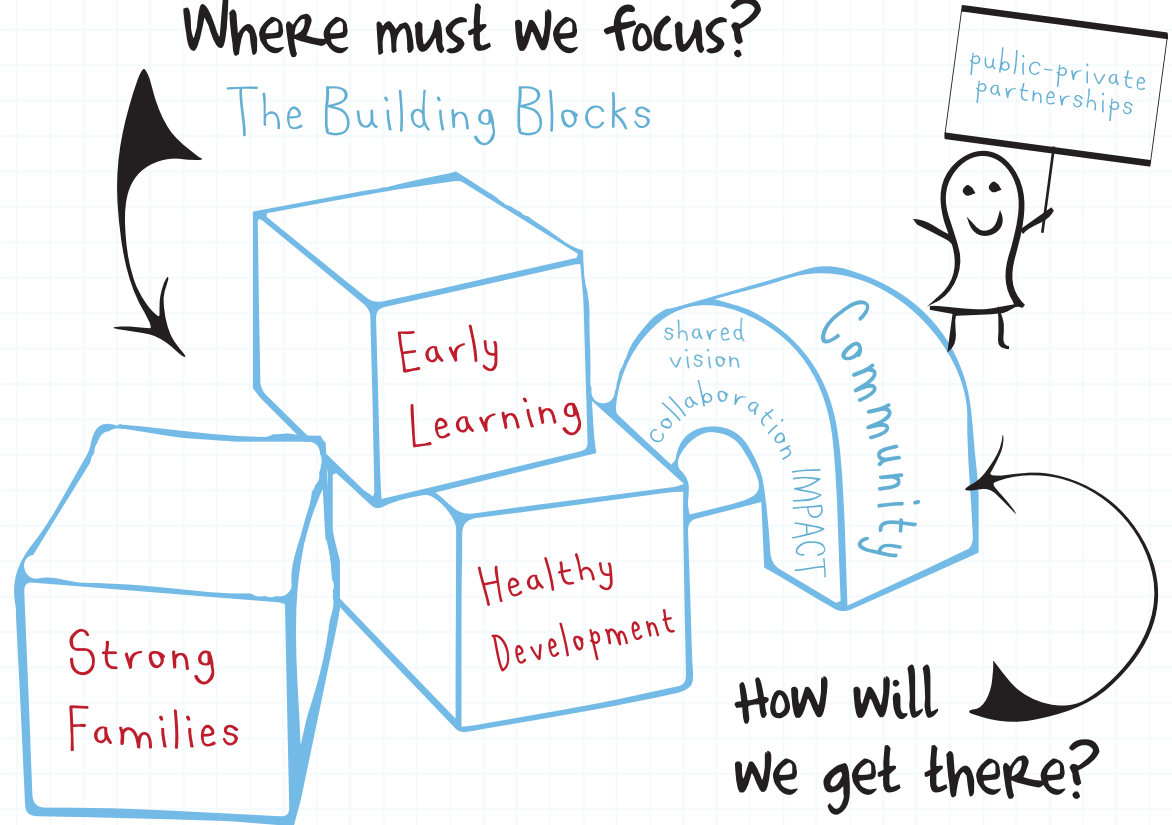 Where must we focus?
The Building Blocks
public-private
partnerships
Early
Learning
shared
vision
collaboration
IMPACT
Community
Healthy
Development
Strong
Families
How will
we get there?